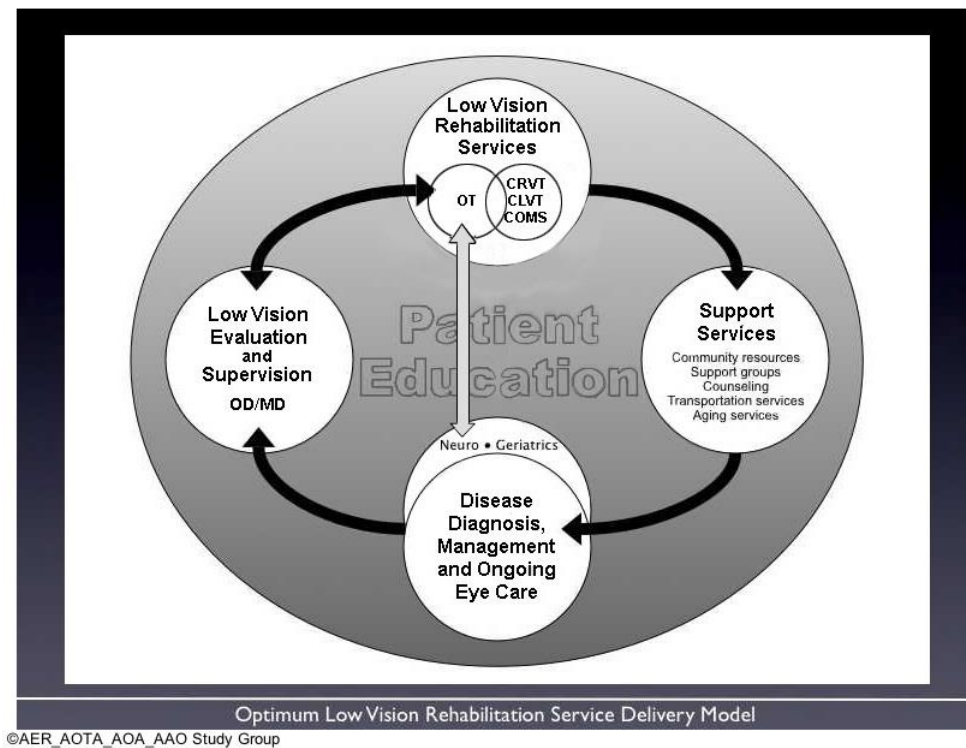 Low Vision
Rehabilitation
Services
OT
CRVT
CLVT
COMS
Low Vision
Evaluation
and
Supervision
OD/MD
Patient
Education
Support
Services
Community resources
Support groups
Counseling
Transportation services
Aging services
Neuro • Geriatrics
Disease
Diagnosis,
Management
and Ongoing
Eye Care
Optimum Low Vision Rehabilitation Service Delivery Model
©AER_AOTA_AOA_AAO Study Group